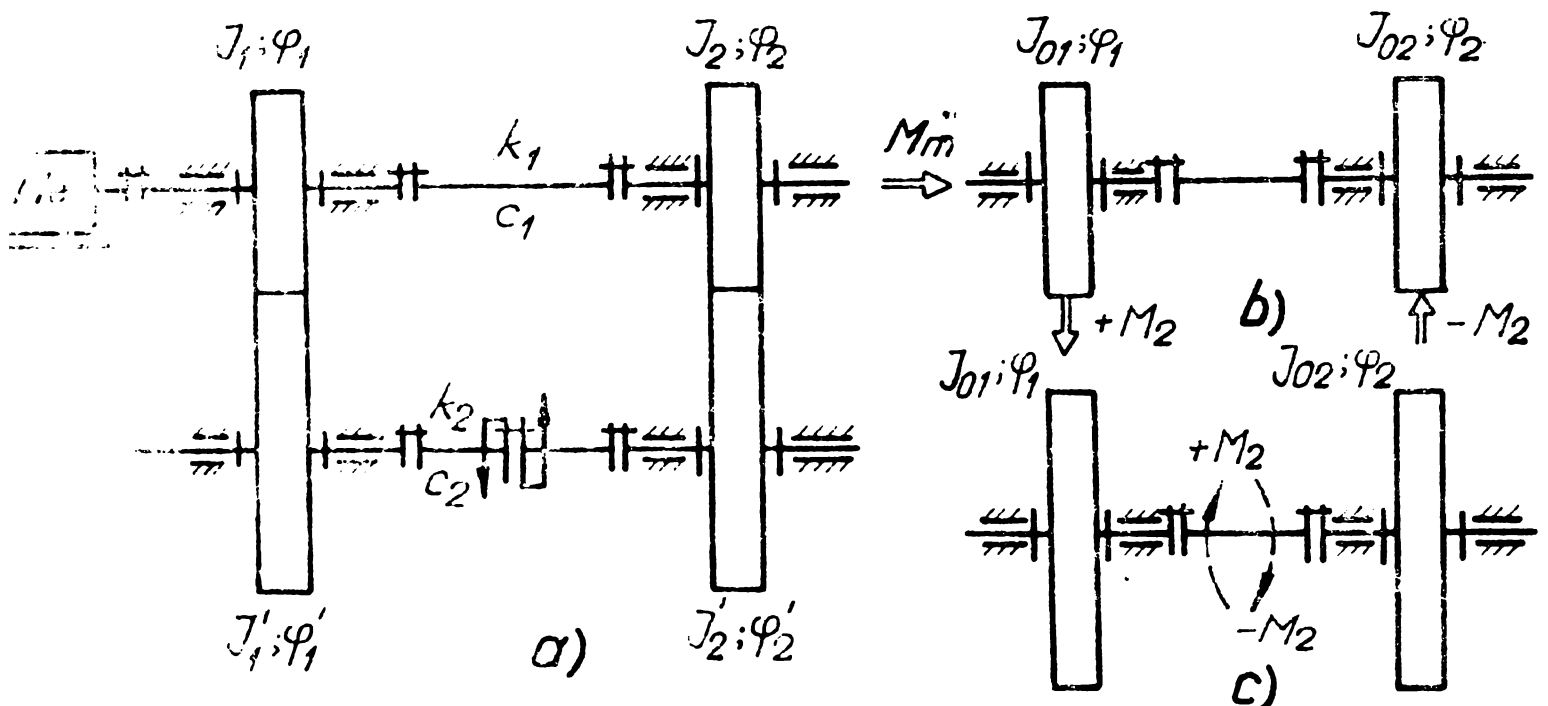 J₁;φ₁
J₂;φ₂
k₁
c₁
k₂
c₂
J₁';φ₁'
J₂';φ₂'
a)
J₀₁;φ₁
J₀₂;φ₂
+M₂
b)
-M₂
J₀₁;φ₁
J₀₂;φ₂
+M₂
-M₂
c)